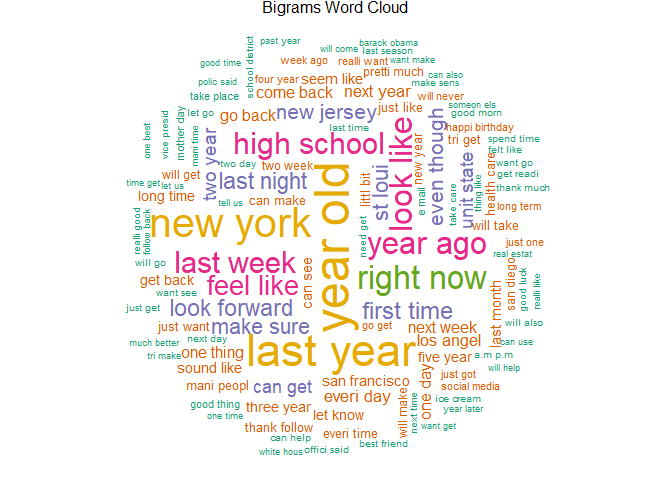 Bigrams Word Cloud
past year
will come
barack obama
last season
good time
school district
week ago
realli want
want make
polic said
four year
seem like
pretti much
can also
make sens
take place
come back
next year
will never
someon els
let go
go back
new jersey
just like
good morn
one best
vice presid
mother day
mani time
two year
high school
last time
look like
new year
even though
tri get
happi birthday
spend time
felt like
two day
two week
unit state
health care
want go
get readi
time get
let us
will get
last night
st loui
littl bit
e mail
take care
thing like
thank much
long time
tell us
can make
year old
need get
long term
realli good
follow back
new york
will take
year ago
just one
real estat
will go
last week
can see
right now
san diego
good luck
realli like
get back
want see
feel like
last month
just get
look forward
first time
will also
just want
make sure
go get
next week
can use
much better
next day
tri make
one thing
last year
los angel
five year
a.m p.m
will help
sound like
mani peopl
can get
san francisco
everi day
one day
just got
social media
good thing
one time
three year
let know
will make
next time
ice cream
year later
thank follow
everi time
want get
can help
best friend
white hous
offici said